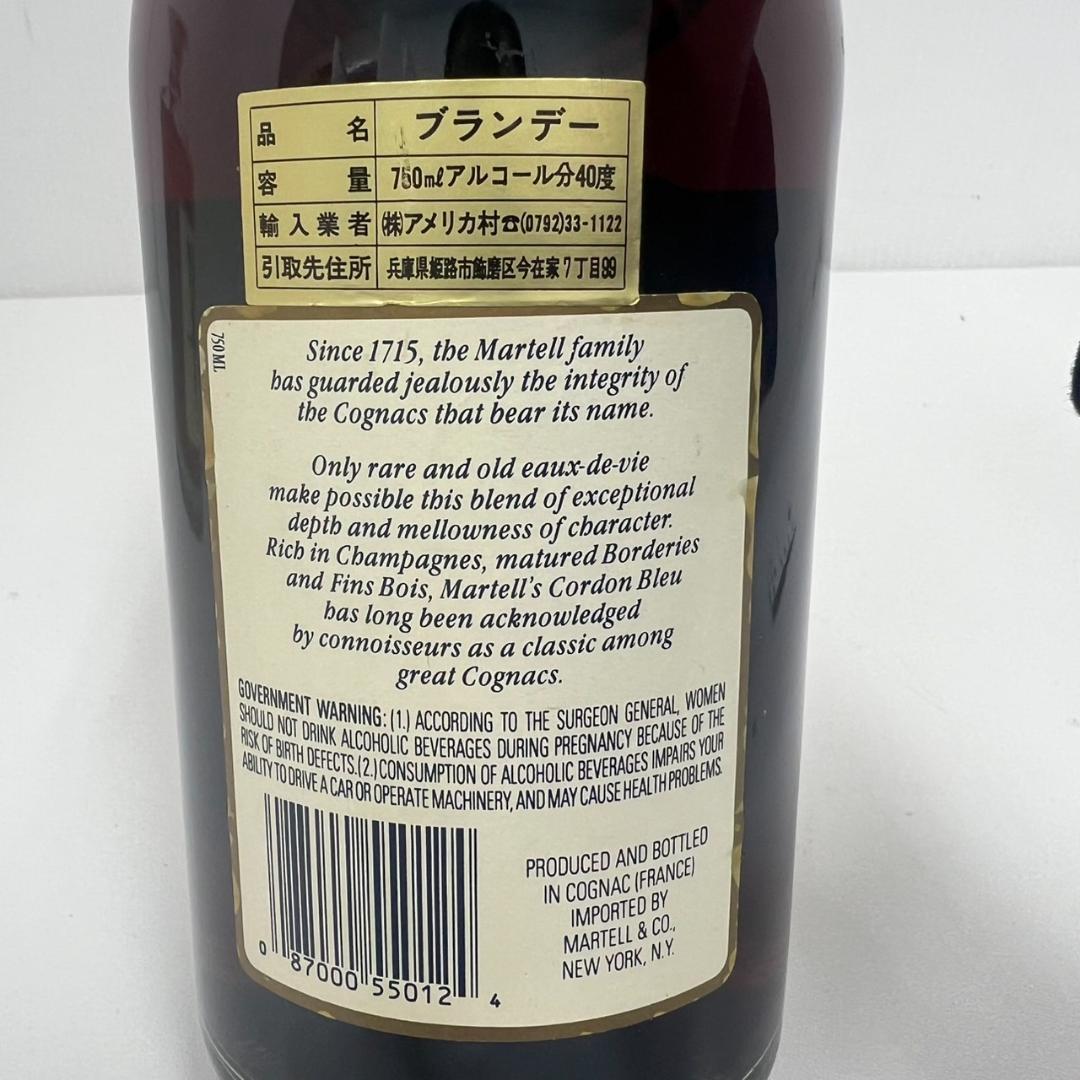 品名 ブランデー
容量 750mlアルコール分40度
輸入業者 ㈱アメリカ村☎(0792)33-1122
引取先住所 兵庫県姫路市飾磨区今在家7丁目99
750 ML
Since 1715, the Martell family
has guarded jealously the integrity of
the Cognacs that bear its name.
Only rare and old eaux-de-vie
make possible this blend of exceptional
depth and mellowness of character.
Rich in Champagnes, matured Borderies
and Fins Bois, Martell's Cordon Bleu
has long been acknowledged
by connoisseurs as a classic among
great Cognacs.
GOVERNMENT WARNING: (1.) ACCORDING TO THE SURGEON GENERAL, WOMEN
SHOULD NOT DRINK ALCOHOLIC BEVERAGES DURING PREGNANCY BECAUSE OF THE
RISK OF BIRTH DEFECTS.(2.)CONSUMPTION OF ALCOHOLIC BEVERAGES IMPAIRS YOUR
ABILITY TO DRIVE A CAR OR OPERATE MACHINERY, AND MAY CAUSE HEALTH PROBLEMS.
PRODUCED AND BOTTLED
IN COGNAC (FRANCE)
IMPORTED BY
MARTELL & CO.,
NEW YORK, N.Y.
0 87000 55012 4